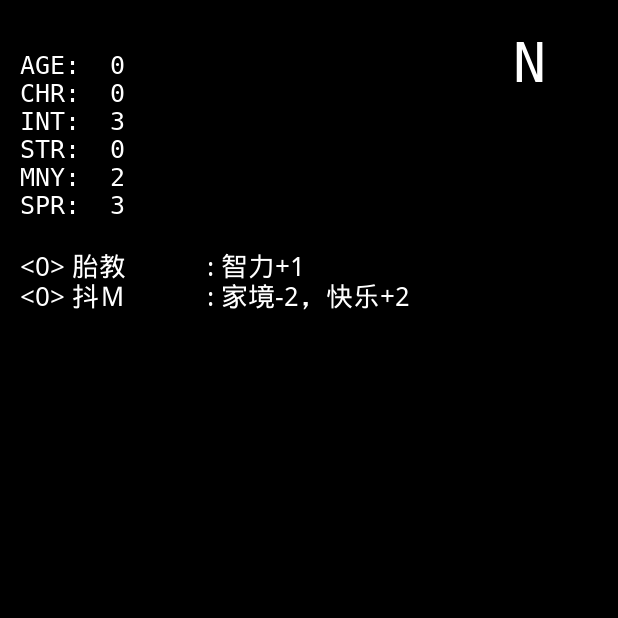 N
AGE: 0
CHR: 0
INT: 3
STR: 0
MNY: 2
SPR: 3
<0> 胎教 : 智力+1
<0> 抖M : 家境-2，快乐+2